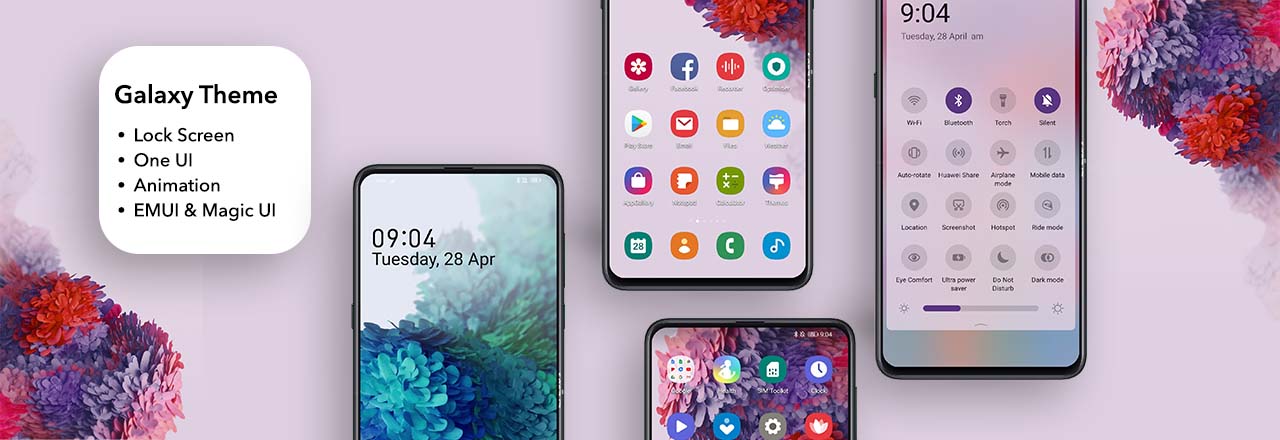 Galaxy Theme
• Lock Screen
• One UI
• Animation
• EMUI & Magic UI
09:04
Tuesday, 28 Apr
Gallery Facebook Recorder Optimizer
Play Store Email Files Weather
AppGallery Notepad Calculator Themes
28
9:04
Google Health SIM Toolkit Clock
9:04
Tuesday, 28 April am
Wi-Fi Bluetooth Torch Silent
Auto-rotate Huawei Share Airplane mode Mobile data
Location Screenshot Hotspot Ride mode
Eye Comfort Ultra power saver Do Not Disturb Dark mode